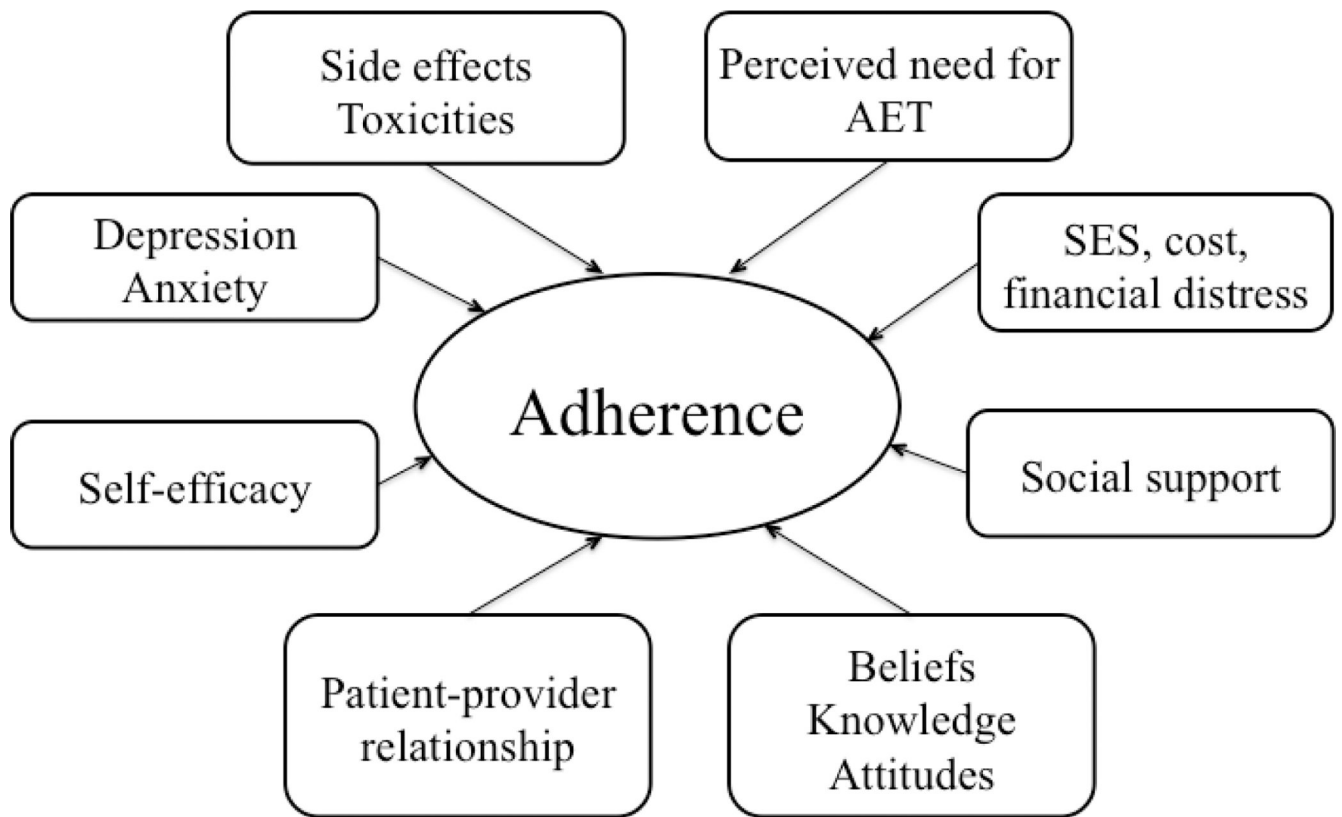 Side effects
Toxicities
Perceived need for
AET
Depression
Anxiety
SES, cost,
financial distress
Adherence
Self-efficacy
Social support
Patient-provider
relationship
Beliefs
Knowledge
Attitudes